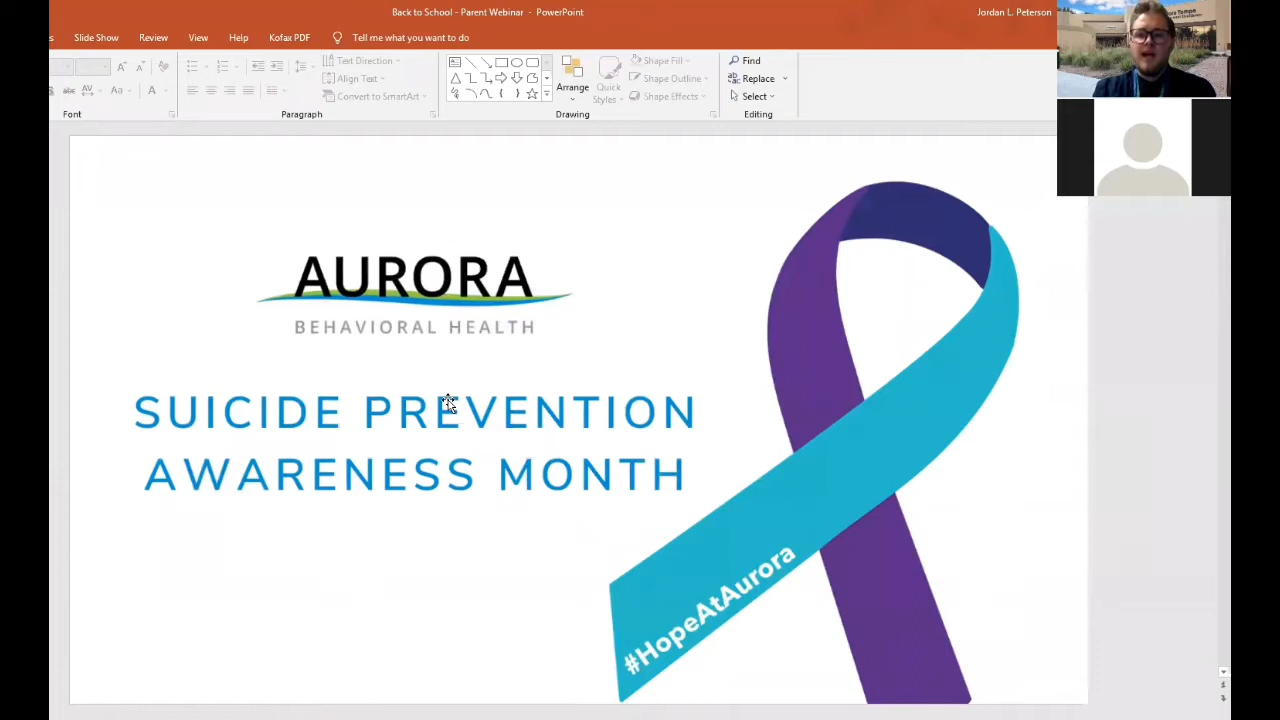 Back to School - Parent Webinar - PowerPoint
Jordan L. Peterson
Slide Show Review View Help Kofax PDF Tell me what you want to do
Text Direction
Align Text
Convert to SmartArt
Arrange
Quick
Styles
Shape Fill
Shape Outline
Shape Effects
Find
Replace
Select
Font Paragraph Drawing Editing
AURORA
BEHAVIORAL HEALTH
SUICIDE PREVENTION
AWARENESS MONTH
#HopeAtAurora